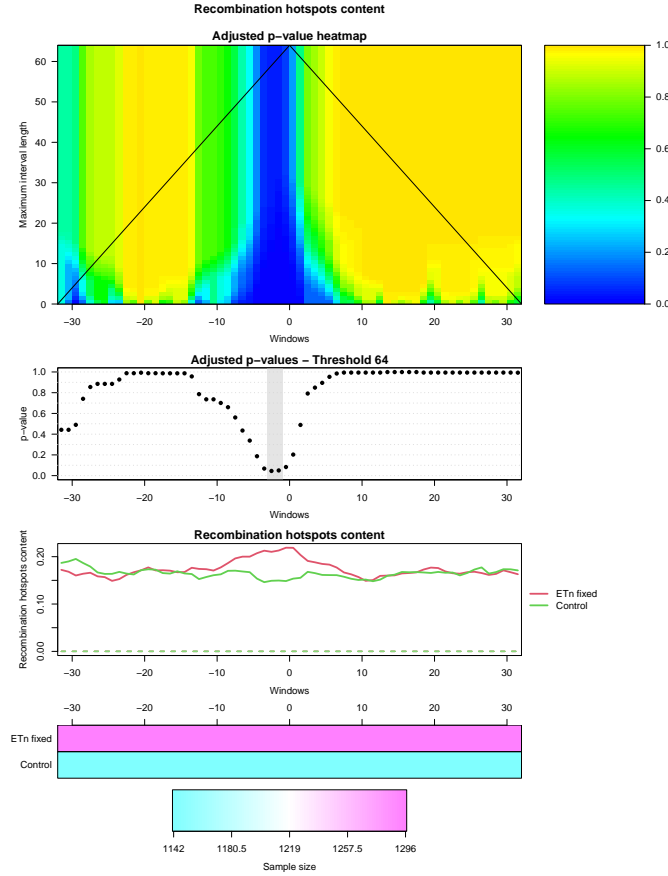 Recombination hotspots content
Adjusted p−value heatmap
Maximum interval length
60
50
40
30
20
10
0
−30 −20 −10 0 10 20 30
Windows
1.0
0.8
0.6
0.4
0.2
0.0
Adjusted p−values − Threshold 64
p−value
1.0
0.8
0.6
0.4
0.2
0.0
−30 −20 −10 0 10 20 30
Windows
Recombination hotspots content
Recombination hotspots content
0.20
0.10
0.00
−30 −20 −10 0 10 20 30
Windows
ETn fixed
Control
−30 −20 −10 0 10 20 30
ETn fixed
Control
1142 1180.5 1219 1257.5 1296
Sample size